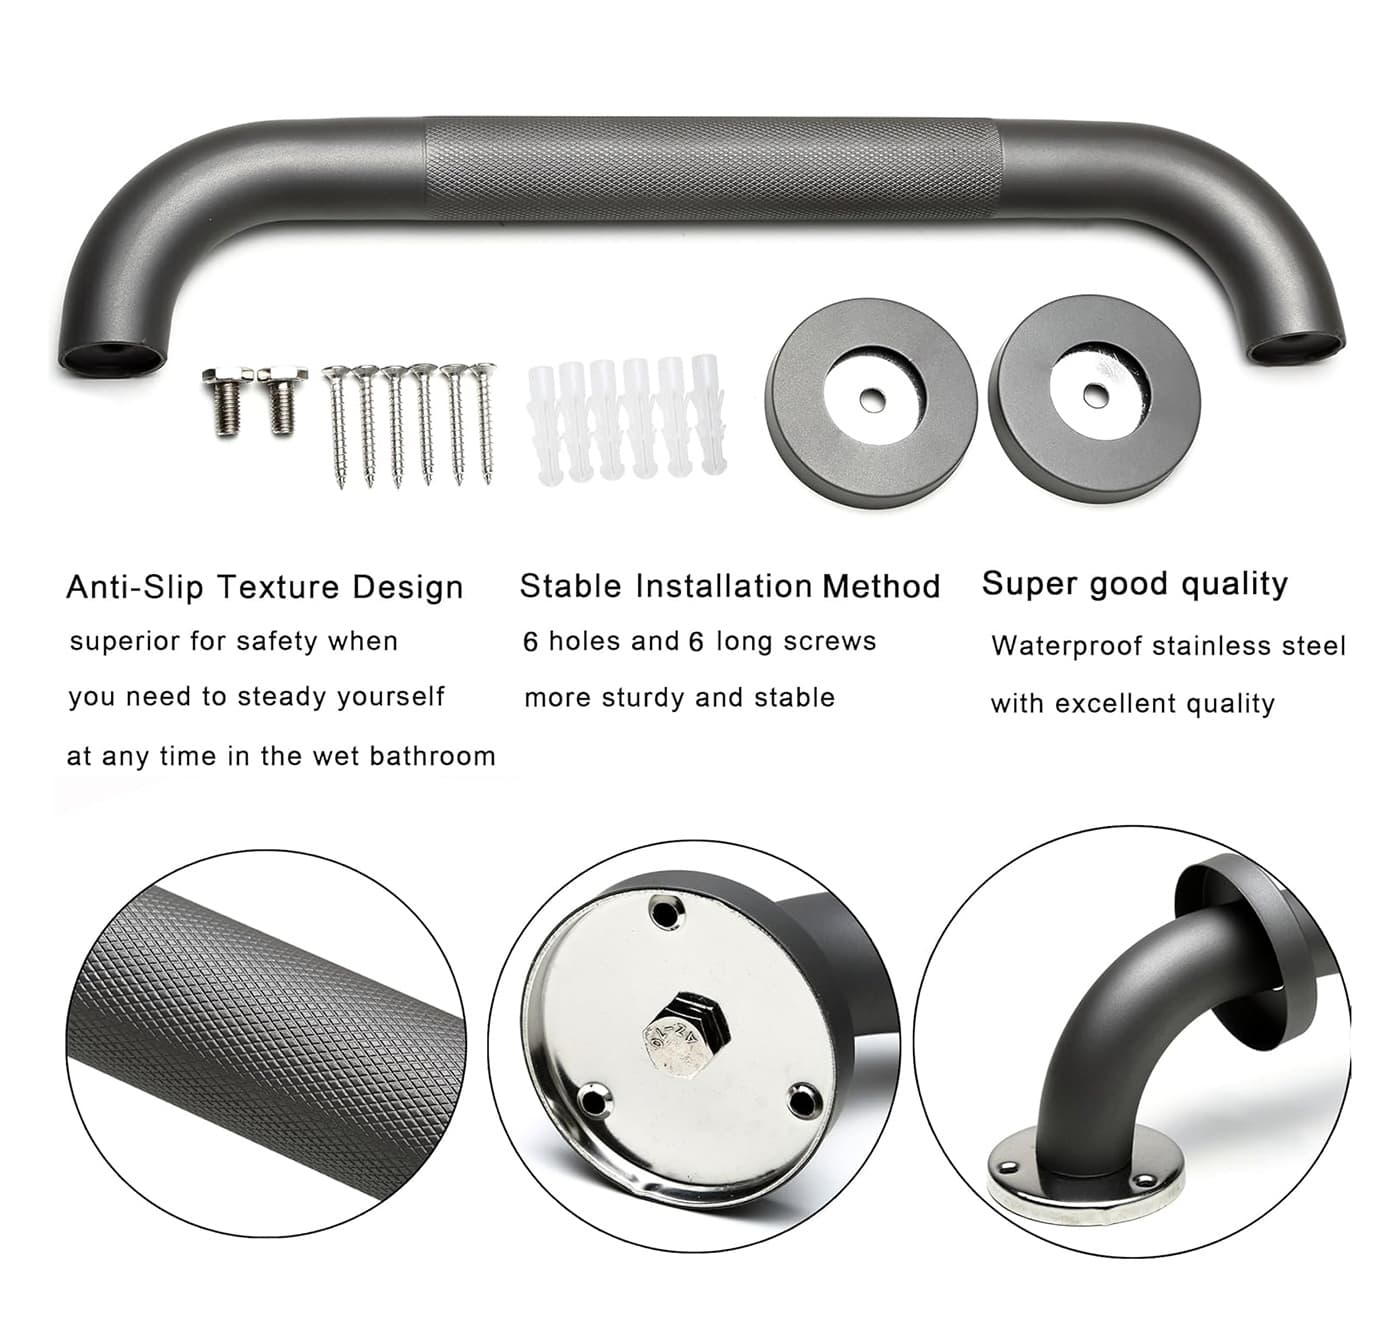 Anti-Slip Texture Design
superior for safety when
you need to steady yourself
at any time in the wet bathroom
Stable Installation Method
6 holes and 6 long screws
more sturdy and stable
Super good quality
Waterproof stainless steel
with excellent quality